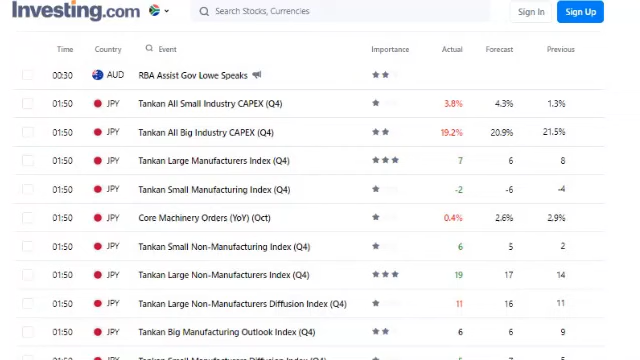 Investing.com Search Stocks, Currencies Sign In Sign Up
Time Country Event Importance Actual Forecast Previous
00:30 AUD RBA Assist Gov Lowe Speaks
01:50 JPY Tankan All Small Industry CAPEX (Q4) 3.8% 4.3% 1.3%
01:50 JPY Tankan All Big Industry CAPEX (Q4) 19.2% 20.9% 21.5%
01:50 JPY Tankan Large Manufacturers Index (Q4) 7 6 8
01:50 JPY Tankan Small Manufacturing Index (Q4) -2 -6 -4
01:50 JPY Core Machinery Orders (YoY) (Oct) 0.4% 2.6% 2.9%
01:50 JPY Tankan Small Non-Manufacturing Index (Q4) 6 5 2
01:50 JPY Tankan Large Non-Manufacturers Index (Q4) 19 17 14
01:50 JPY Tankan Large Non-Manufacturers Diffusion Index (Q4) 11 16 11
01:50 JPY Tankan Big Manufacturing Outlook Index (Q4) 6 6 9